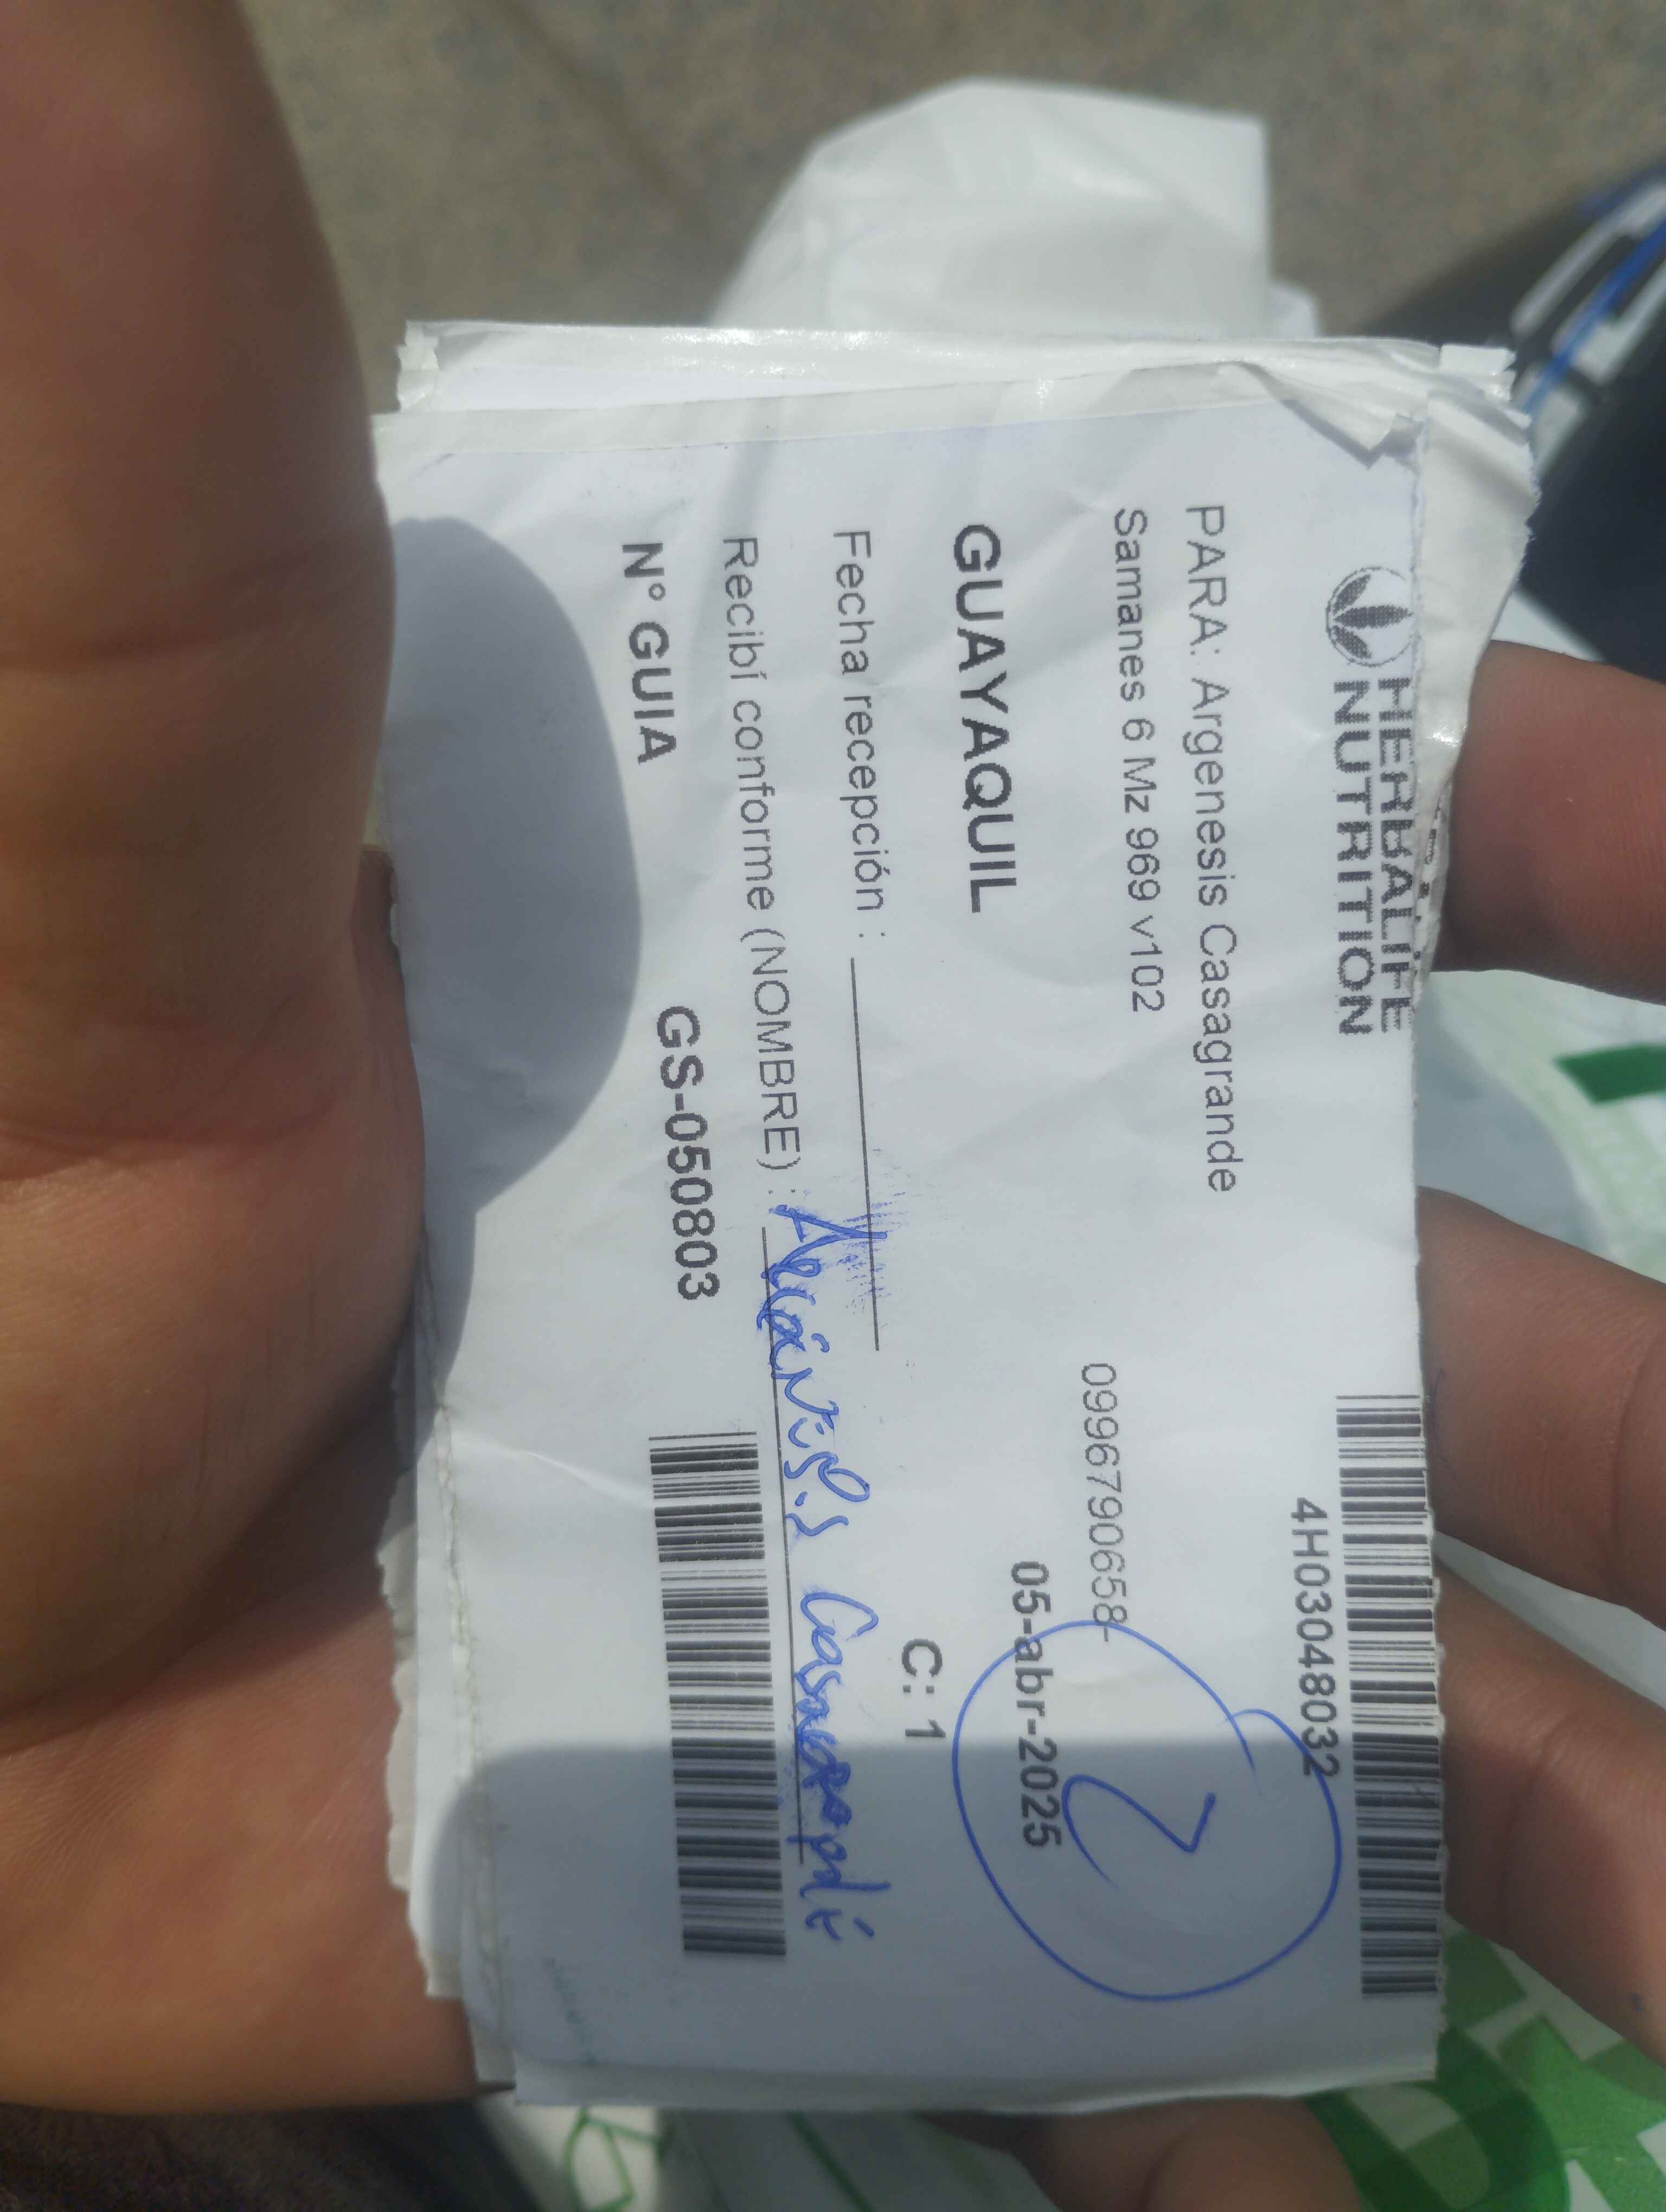 HERBALIFE
NUTRITION
4H03048032
PARA: Argenesis Casagrande
Samanes 6 Mz 969 v102
0996790658-
2
GUAYAQUIL
05-abr-2025
C: 1
Fecha recepción :
Recibí conforme (NOMBRE) :
N° GUIA GS-050803